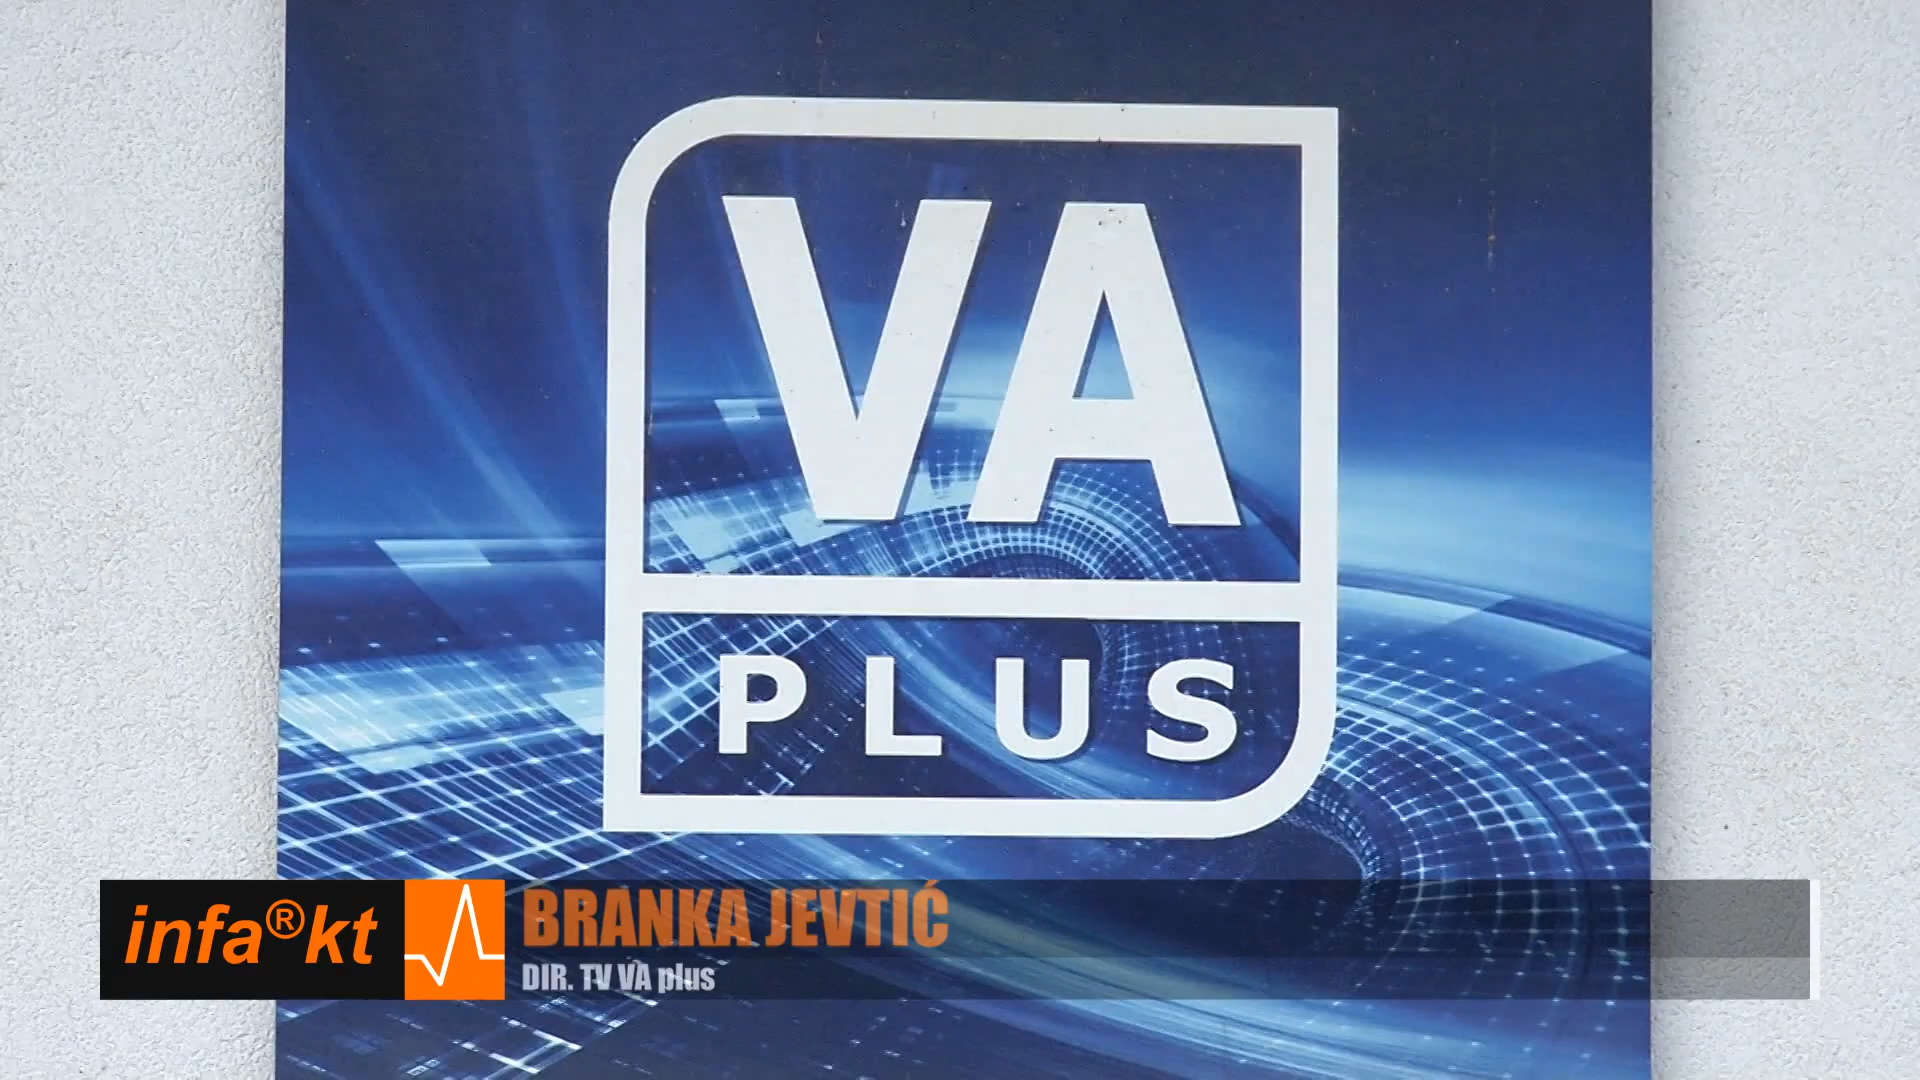 VA
PLUS
infa®kt
BRANKA JEVTIĆ
DIR. TV VA plus